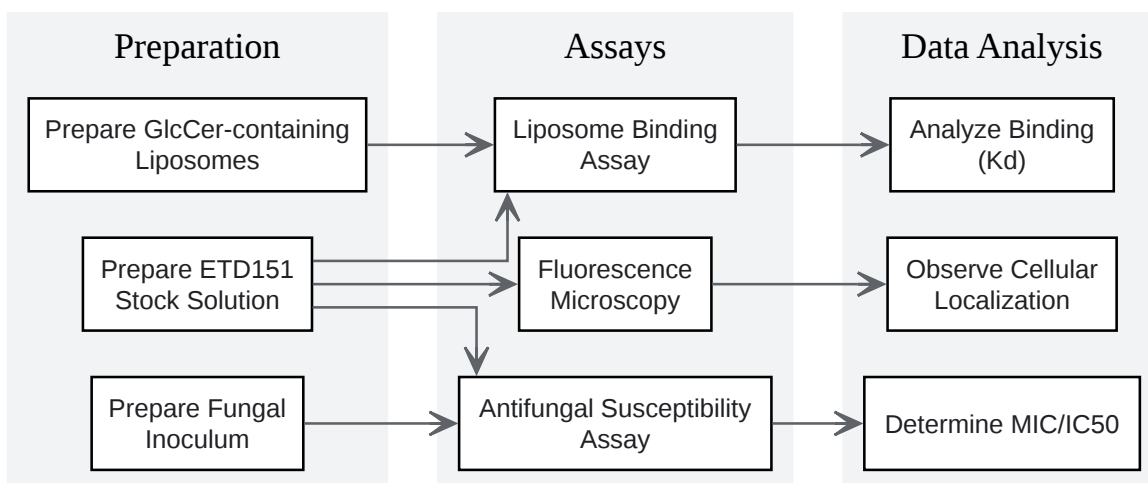 Preparation
Prepare GlcCer-containing
Liposomes
Prepare ETD151
Stock Solution
Prepare Fungal
Inoculum
Assays
Liposome Binding
Assay
Fluorescence
Microscopy
Antifungal Susceptibility
Assay
Data Analysis
Analyze Binding
(Kd)
Observe Cellular
Localization
Determine MIC/IC50